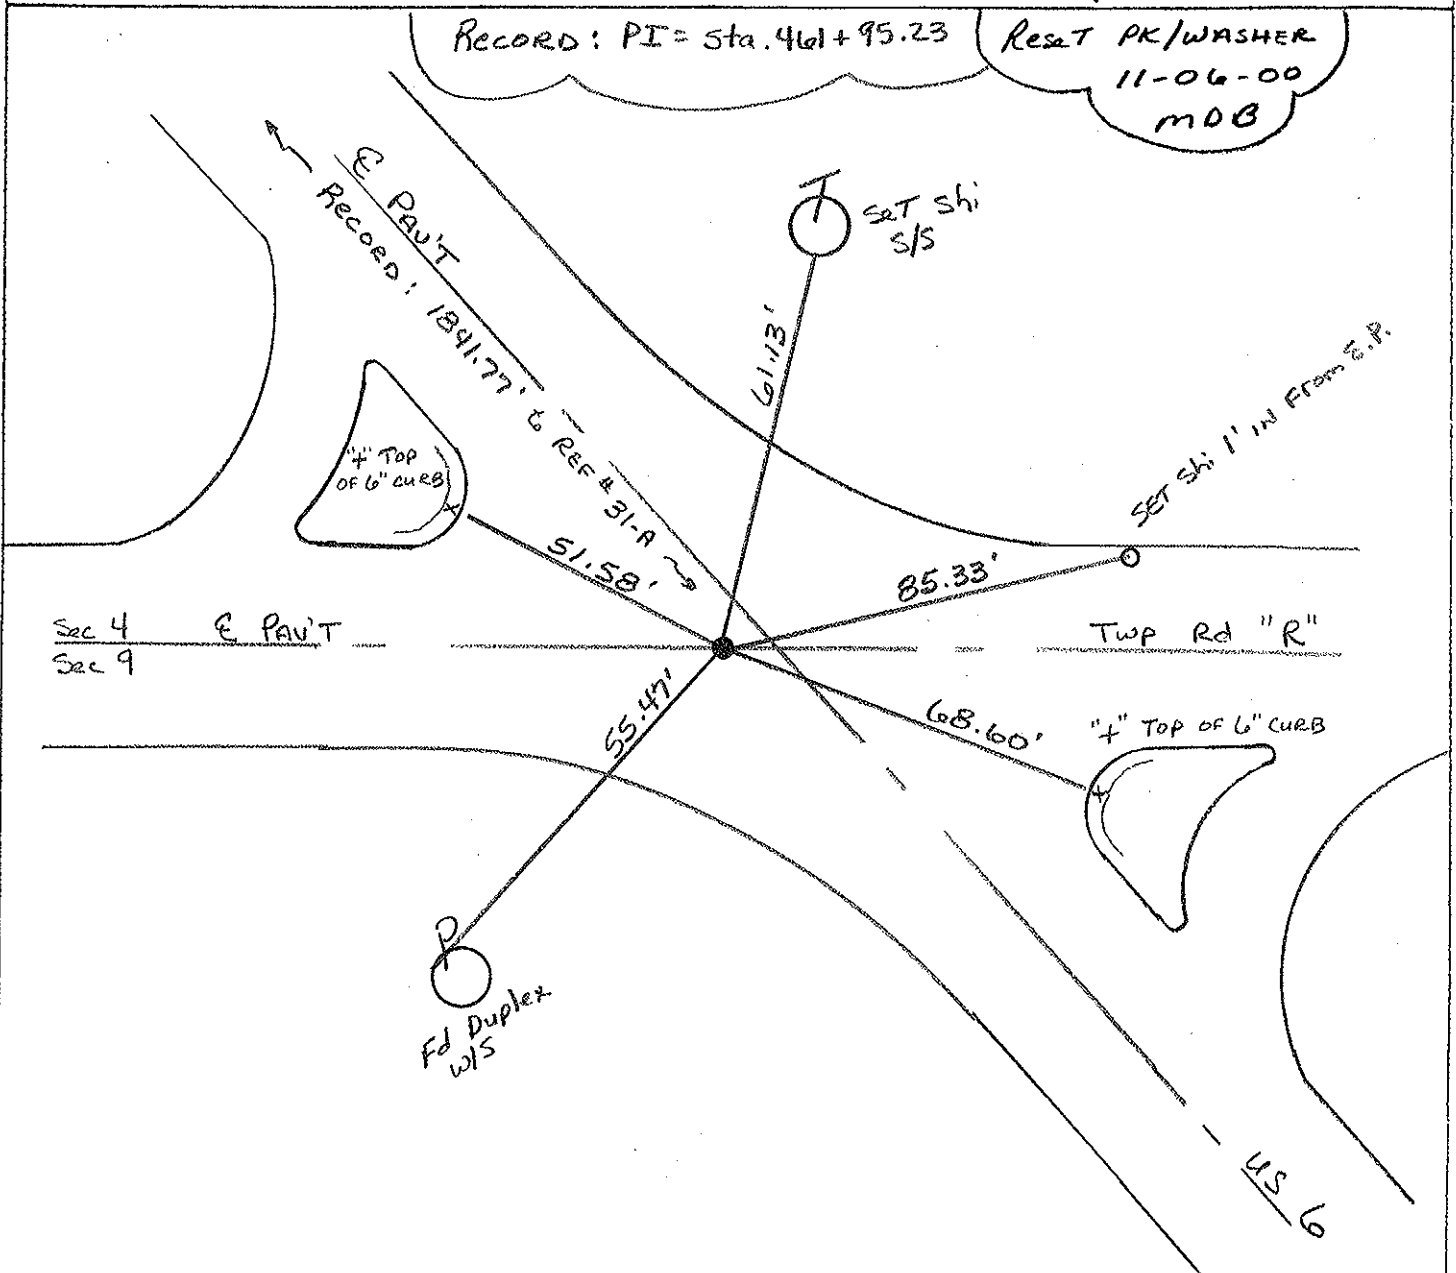 Record: PI= Sta. 461+95.23
ReseT PK/WASHER
11-06-00
MDB
℄ PAV'T
RECORD: 1841.77' to REF #31-A
T
SeT Shi
S/S
61.13'
SET Shi 1' IN From E.P.
"+" TOP
OF 6" CURB
51.58'
85.33'
Sec 4
Sec 9
℄ PAV'T
Twp Rd "R"
55.47'
68.60'
"+" TOP OF 6" CURB
P
Fd Duplex
W/S
US 6